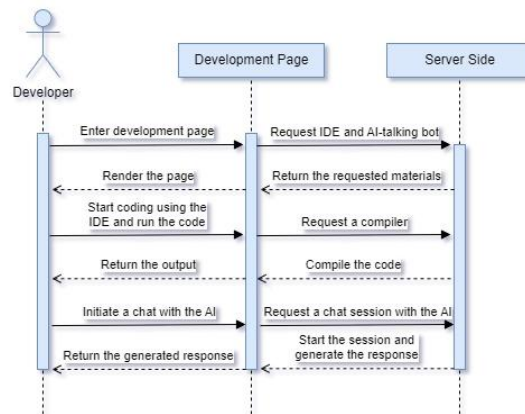 Development Page
Server Side
Developer
Enter development page
Request IDE and AI-talking bot
Render the page
Return the requested materials
Start coding using the
IDE and run the code
Request a compiler
Return the output
Compile the code
Initiate a chat with the AI
Request a chat session with the AI
Return the generated response
Start the session and
generate the response